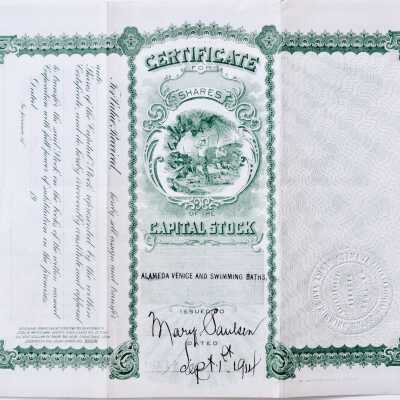 CERTIFICATE
FOR
SHARES
OF THE
CAPITAL STOCK
ALAMEDA VENICE AND SWIMMING BATHS
ISSUED TO
Mary Paulsen
DATED
Sept 1st 1914
For Value Received, hereby sell, assign and transfer
unto
Shares of the Capital Stock represented by the within
Certificate and do hereby irrevocably constitute and appoint
to transfer the said Stock on the books of the within named
Corporation with full power of substitution in the premises.
Dated 19
In presence of